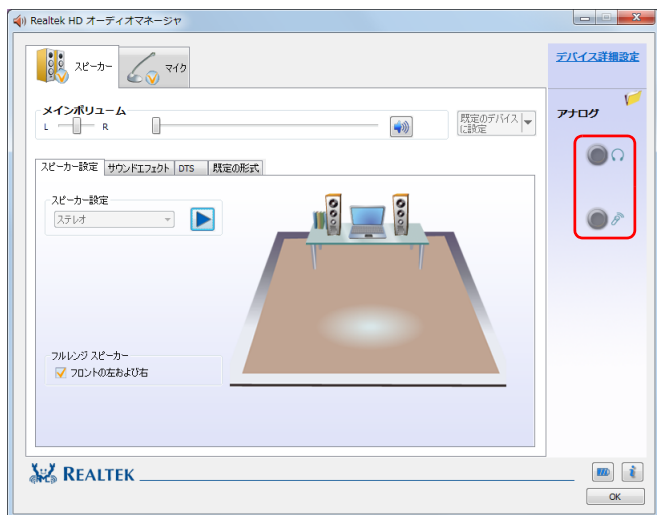 Realtek HD オーディオマネージャ
スピーカー
マイク
デバイス詳細設定
メインボリューム
L
R
既定のデバイス
に設定
アナログ
スピーカー設定
サウンドエフェクト
DTS
既定の形式
スピーカー設定
ステレオ
フルレンジ スピーカー
フロントの左および右
REALTEK
OK